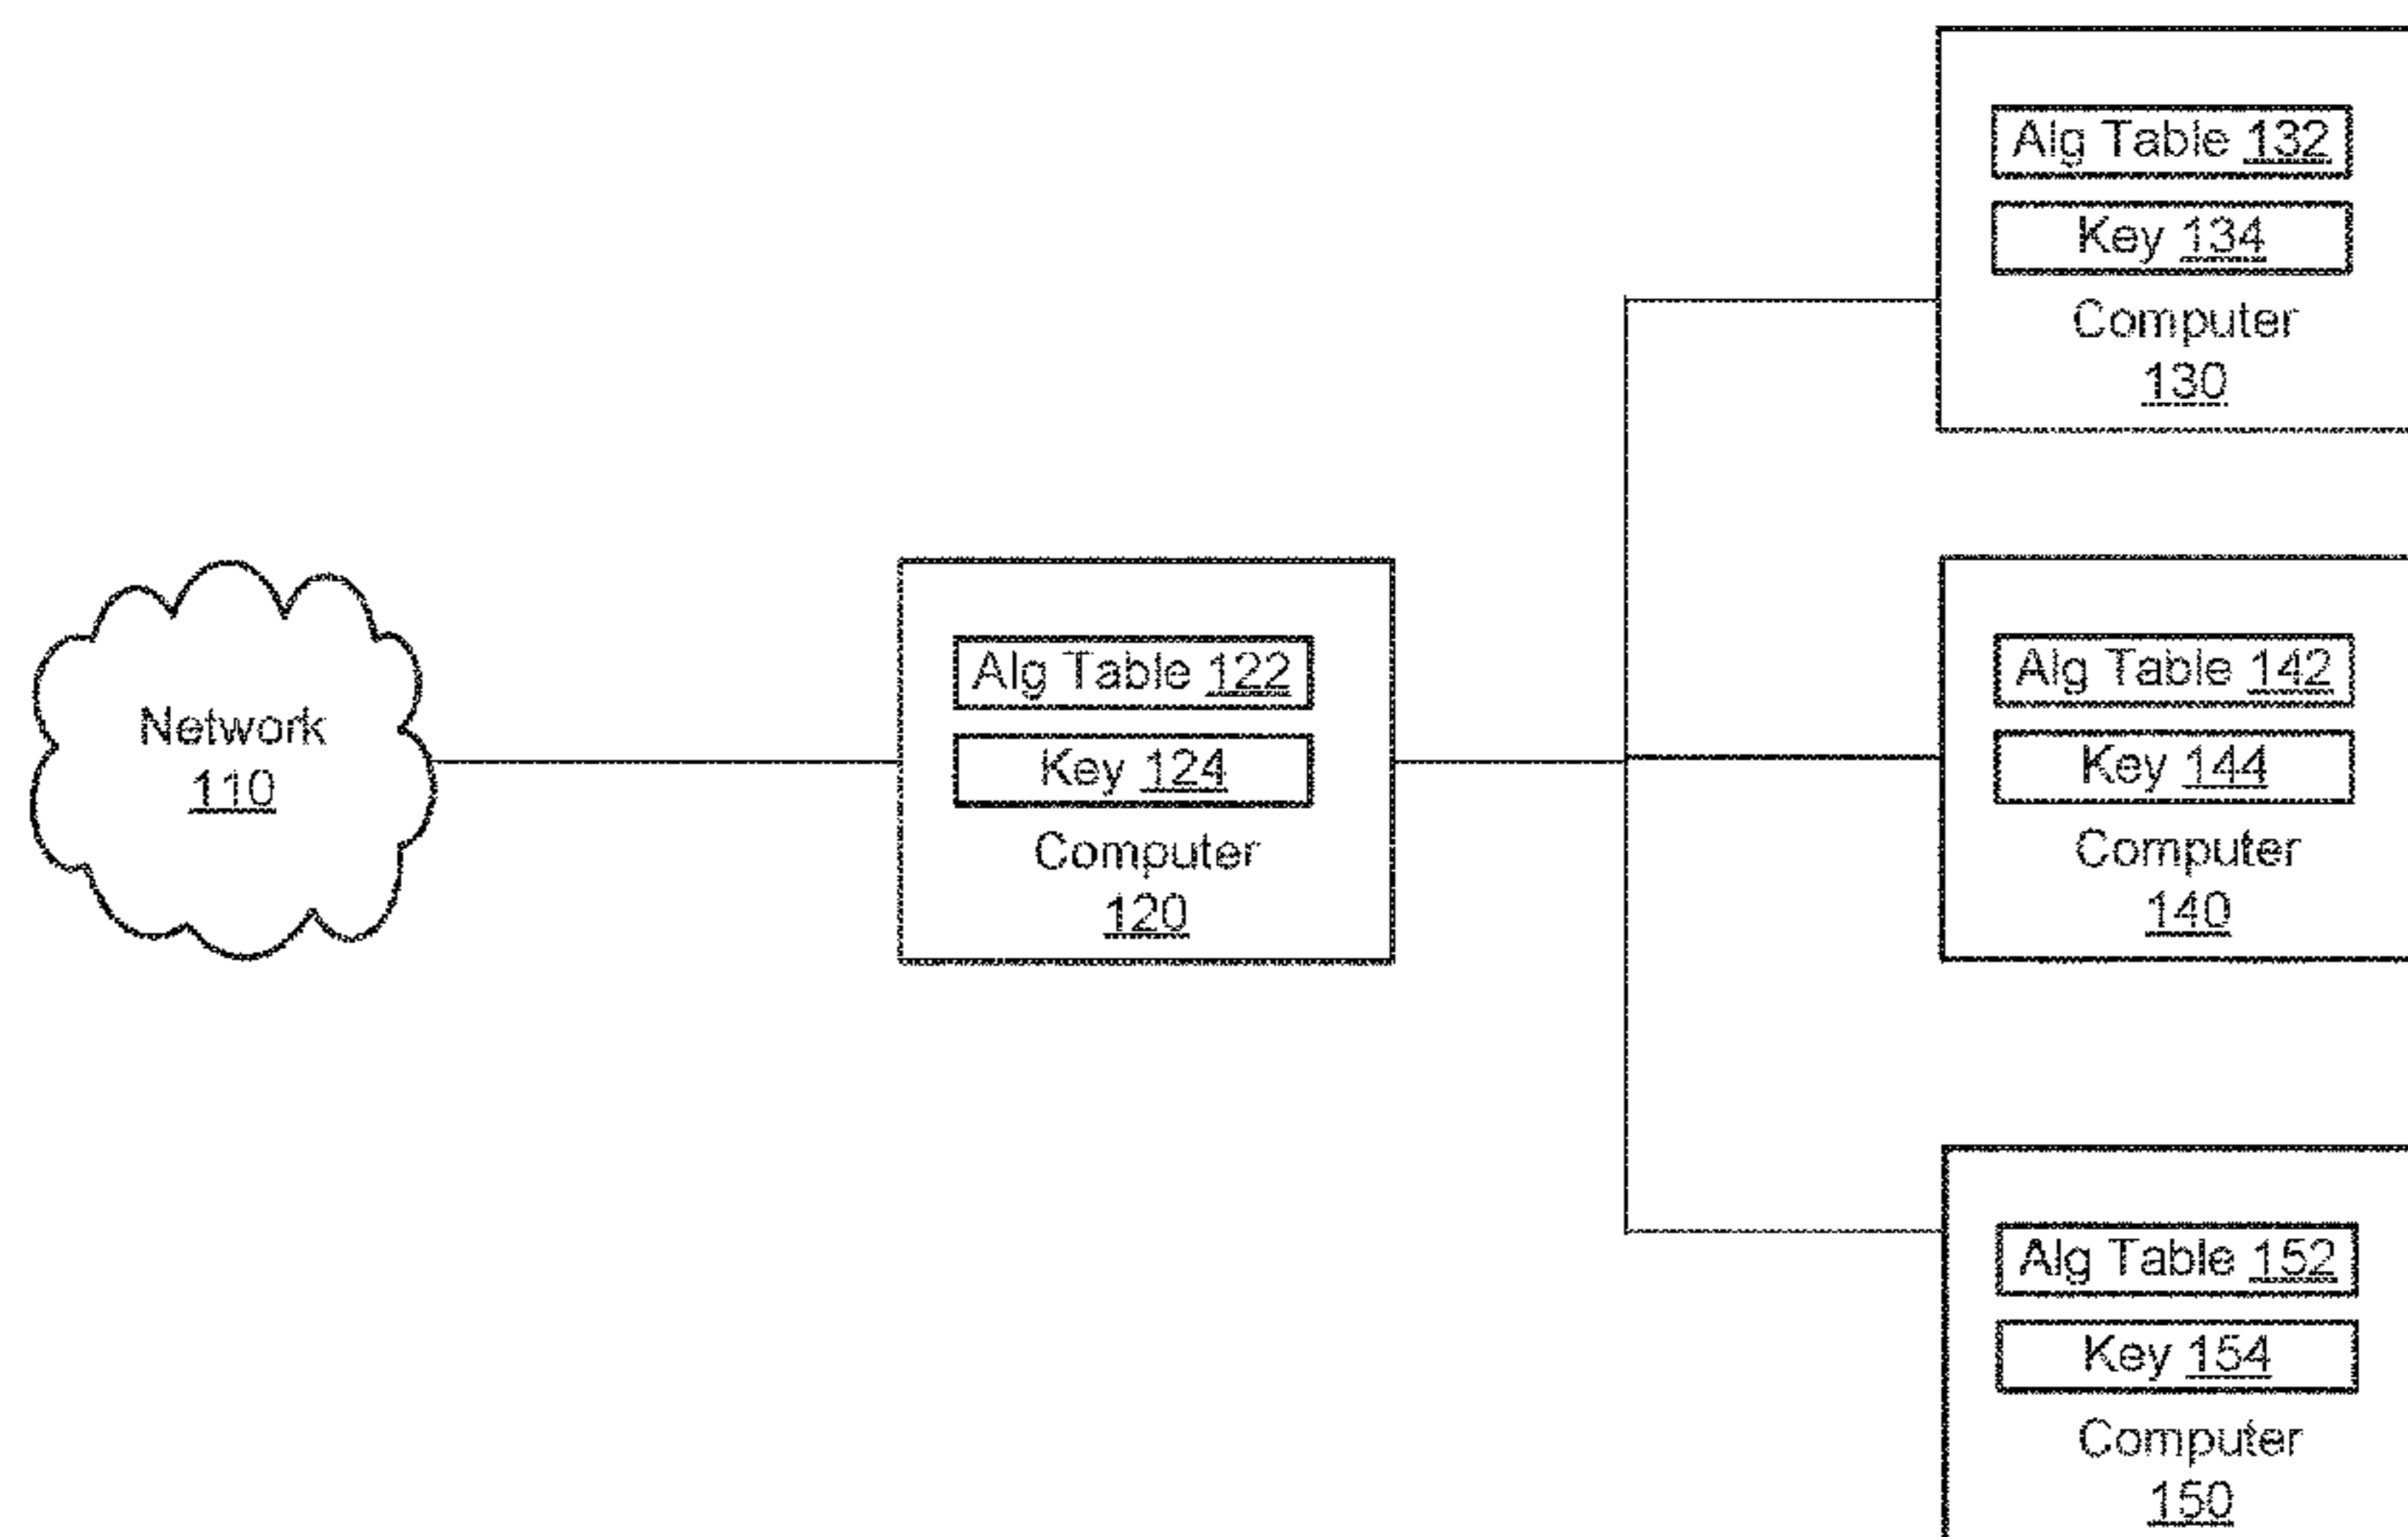 Network
110
Alg Table 122
Key 124
Computer
120
Alg Table 132
Key 134
Computer
130
Alg Table 142
Key 144
Computer
140
Alg Table 152
Key 154
Computer
150